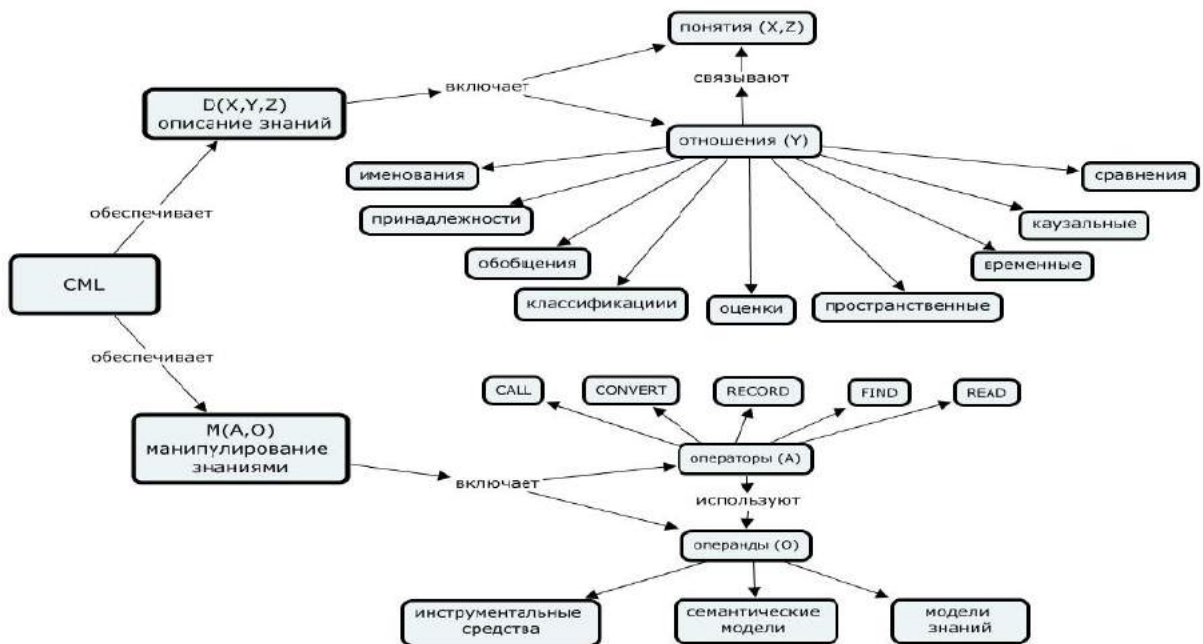 понятия (X,Z)
связывают
включает
D(X,Y,Z)
описание знаний
отношения (Y)
именования
сравнения
принадлежности
каузальные
обобщения
временные
классификациии
оценки
пространственные
обеспечивает
CML
обеспечивает
CALL
CONVERT
RECORD
FIND
READ
M(A,O)
манипулирование
знаниями
операторы (A)
включает
используют
операнды (O)
инструментальные
средства
семантические
модели
модели
знаний